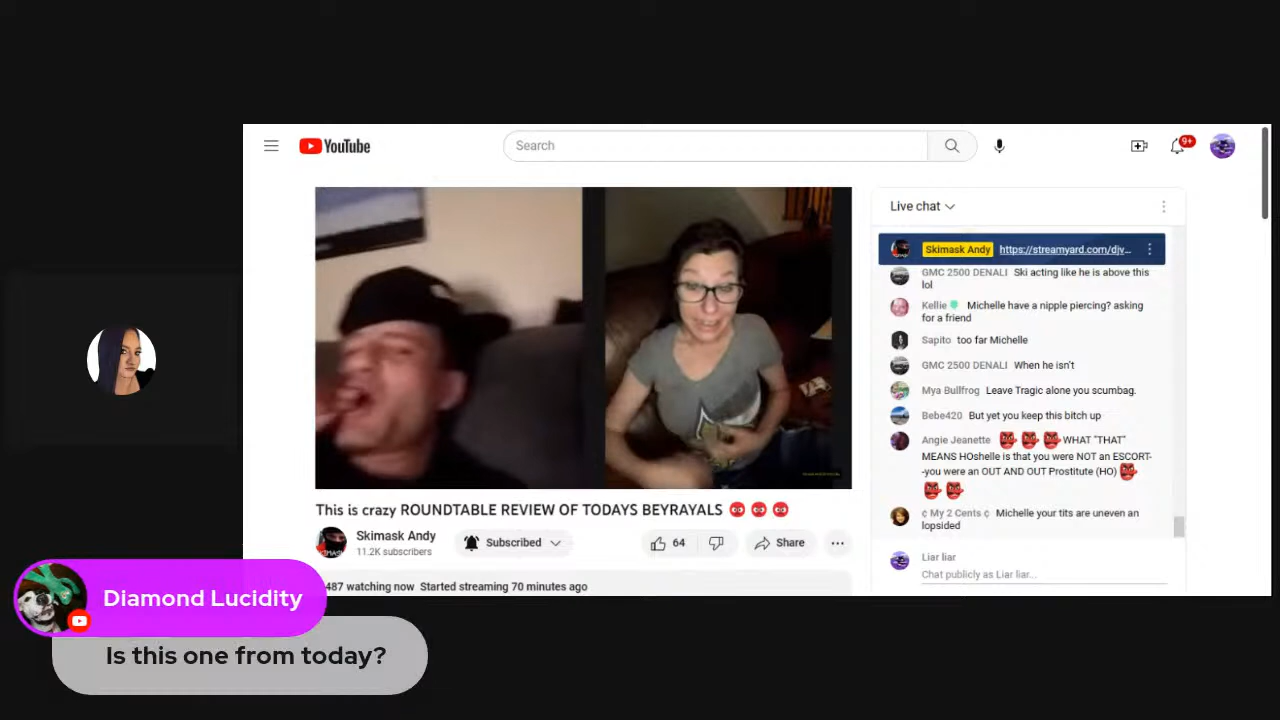 YouTube
Search
9+
Live chat
Skimask Andy https://streamyard.com/djv...
GMC 2500 DENALI Ski acting like he is above this
lol
Kellie Michelle have a nipple piercing? asking
for a friend
Sapito too far Michelle
GMC 2500 DENALI When he isn't
Mya Bullfrog Leave Tragic alone you scumbag.
Bebe420 But yet you keep this bitch up
Angie Jeanette WHAT "THAT"
MEANS HOshelle is that you were NOT an ESCORT-
-you were an OUT AND OUT Prostitute (HO)
¢ My 2 Cents ¢ Michelle your tits are uneven an
lopsided
Liar liar
Chat publicly as Liar liar...
This is crazy ROUNDTABLE REVIEW OF TODAYS BEYRAYALS
Skimask Andy
11.2K subscribers
Subscribed
64
Share
487 watching now Started streaming 70 minutes ago
Diamond Lucidity
Is this one from today?